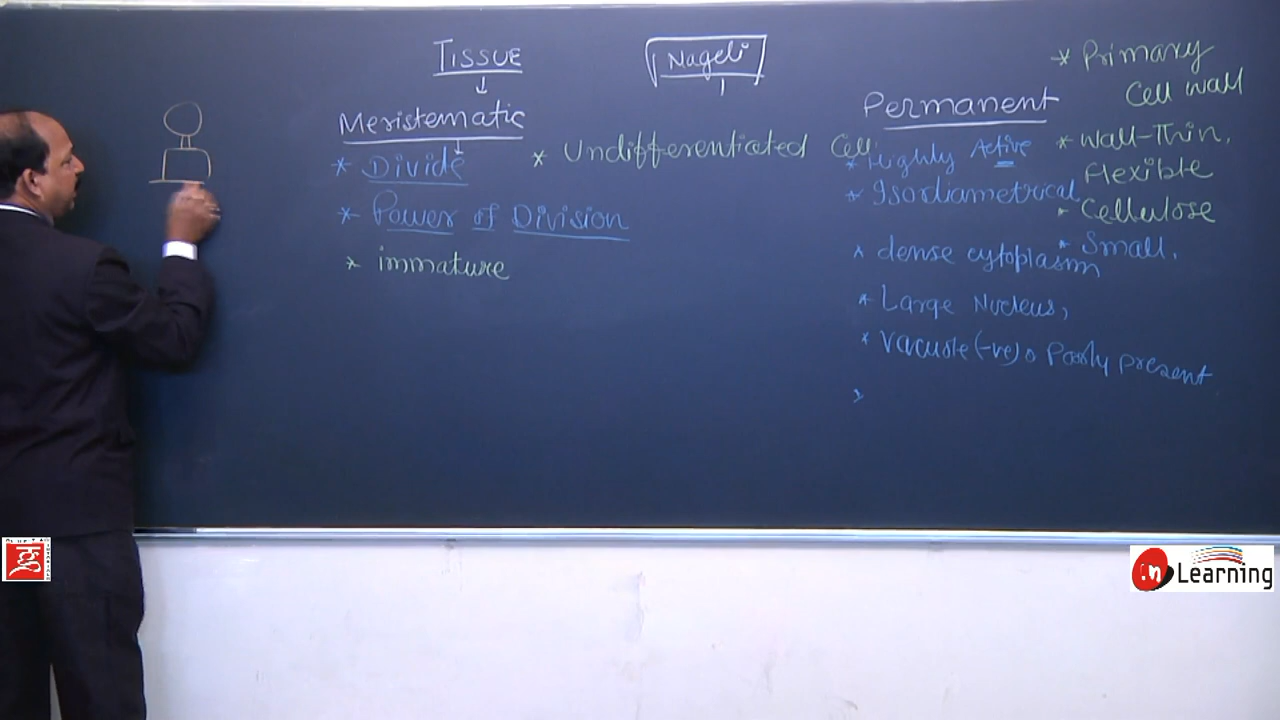 TISSUE
Nageli
Meristematic
* Divide
* Undifferentiated Cell
* Power of Division
* immature
Permanent
* Highly Active
* Isordiametrical
* dense cytoplasm
* Large Nucleus,
* Vacuole (-ve) o Poorly present
* Primary
Cell wall
* Wall-Thin,
Flexible
* Cellulose
* Small,
.n Learning